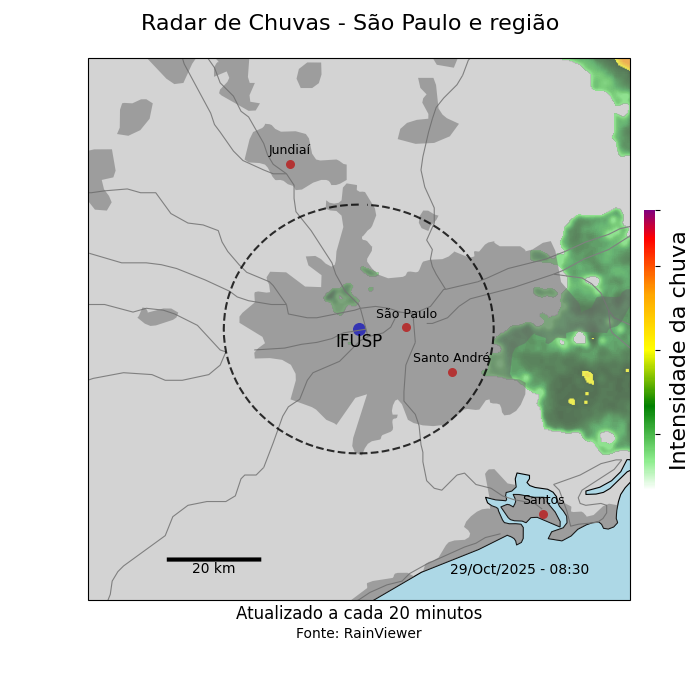 Radar de Chuvas - São Paulo e região
Jundiaí
São Paulo
IFUSP
Santo André
Santos
20 km
29/Oct/2025 - 08:30
Intensidade da chuva
Atualizado a cada 20 minutos
Fonte: RainViewer